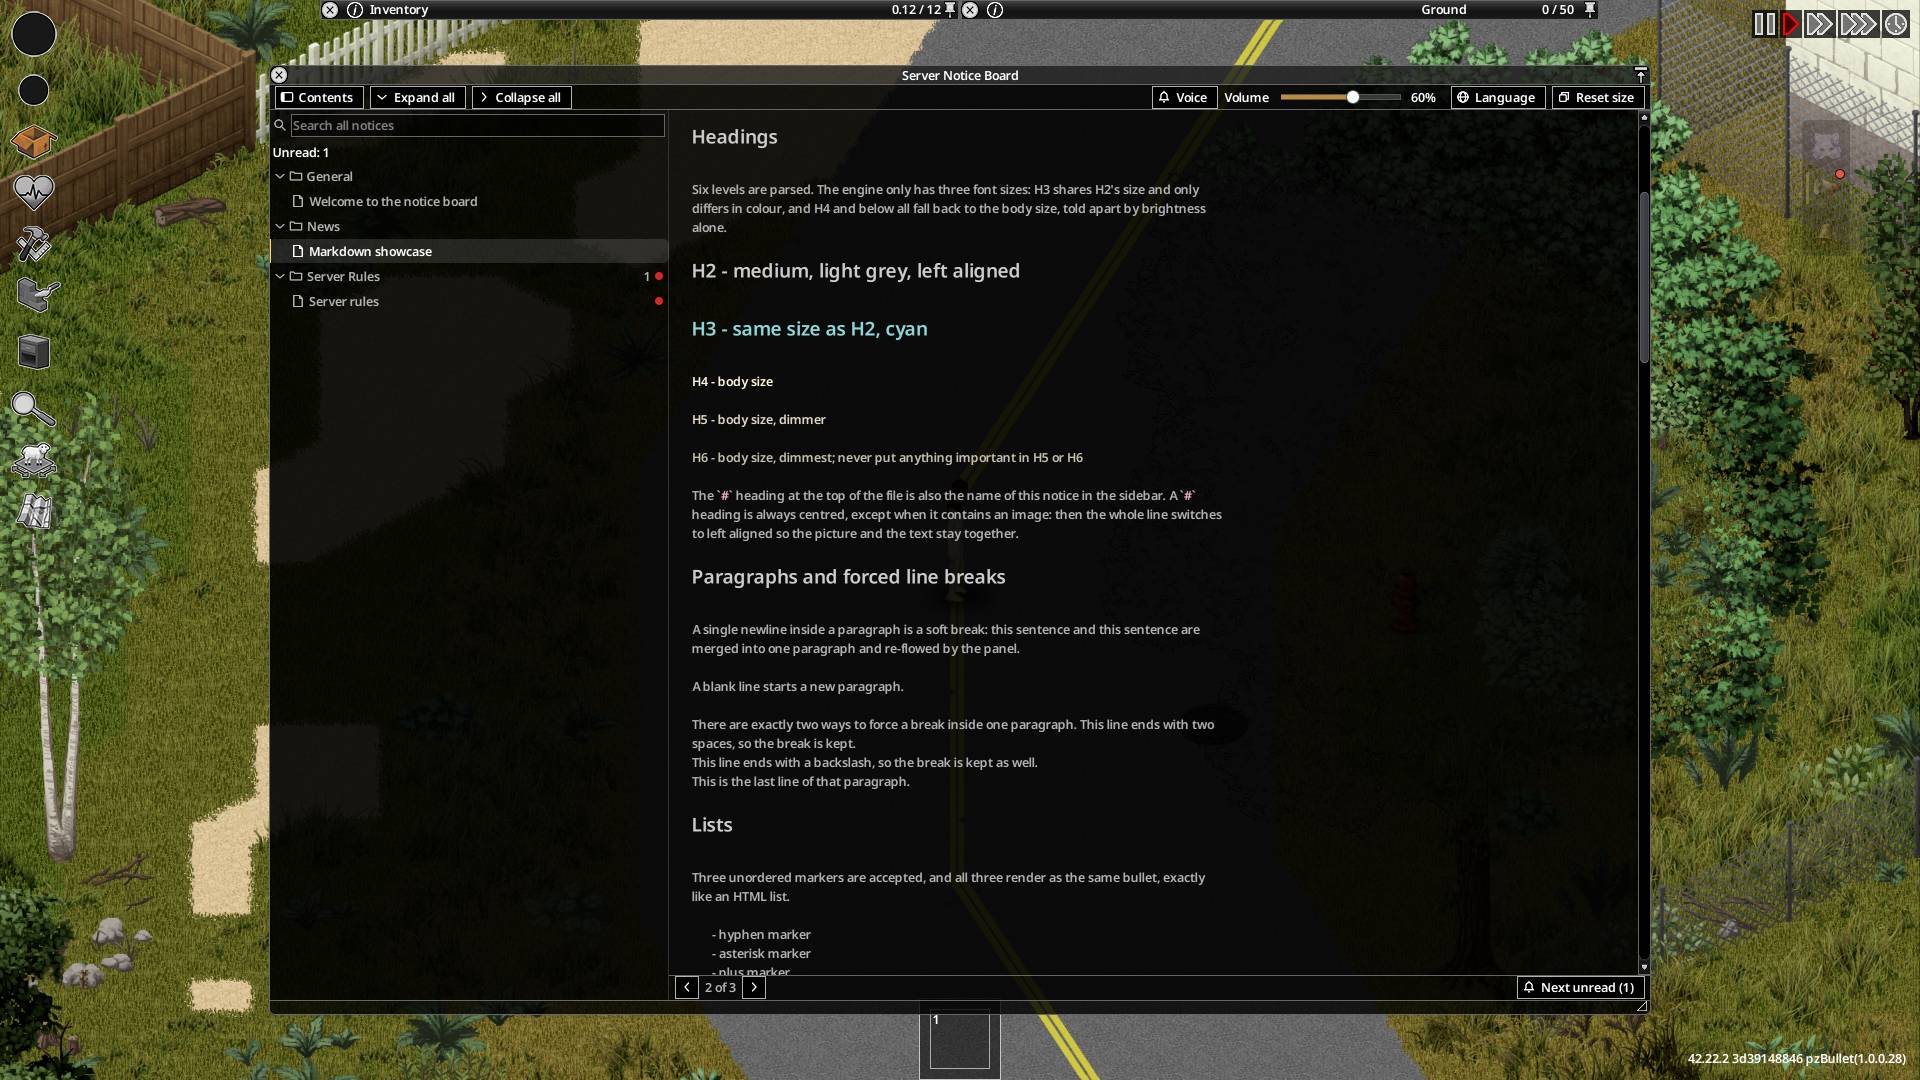 Inventory
0.12 / 12
Ground
0 / 50
Server Notice Board
Contents
Expand all
Collapse all
Voice
Volume
60%
Language
Reset size
Search all notices
Unread: 1
General
Welcome to the notice board
News
Markdown showcase
Server Rules
1
Server rules
Headings
Six levels are parsed. The engine only has three font sizes: H3 shares H2's size and only
differs in colour, and H4 and below all fall back to the body size, told apart by brightness
alone.
H2 - medium, light grey, left aligned
H3 - same size as H2, cyan
H4 - body size
H5 - body size, dimmer
H6 - body size, dimmest; never put anything important in H5 or H6
The `#` heading at the top of the file is also the name of this notice in the sidebar. A `#`
heading is always centred, except when it contains an image: then the whole line switches
to left aligned so the picture and the text stay together.
Paragraphs and forced line breaks
A single newline inside a paragraph is a soft break: this sentence and this sentence are
merged into one paragraph and re-flowed by the panel.
A blank line starts a new paragraph.
There are exactly two ways to force a break inside one paragraph. This line ends with two
spaces, so the break is kept.
This line ends with a backslash, so the break is kept as well.
This is the last line of that paragraph.
Lists
Three unordered markers are accepted, and all three render as the same bullet, exactly
like an HTML list.
- hyphen marker
- asterisk marker
- plus marker
2 of 3
Next unread (1)
1
42.22.2 3d39148846 pzBullet(1.0.0.28)